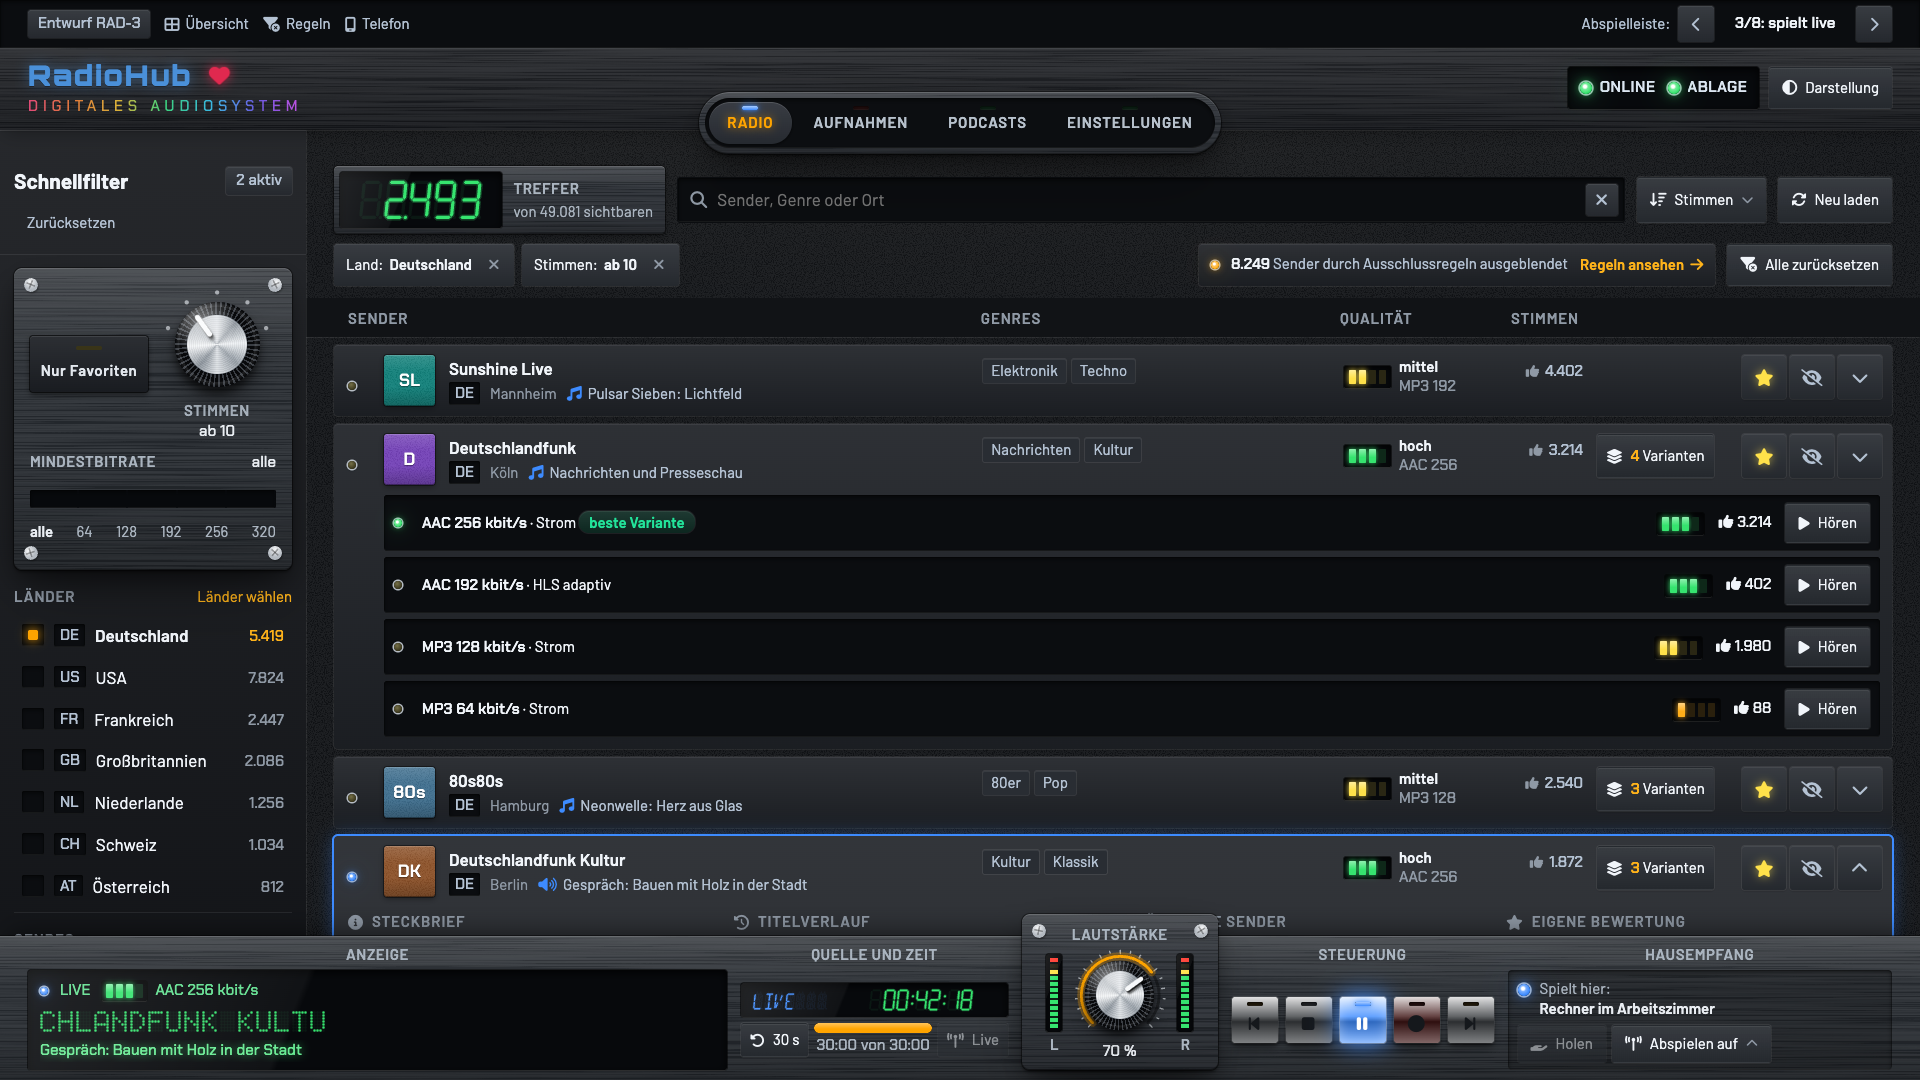 Entwurf RAD-3
Übersicht
Regeln
Telefon
Abspielleiste:
3/8: spielt live
RadioHub
DIGITALES AUDIOSYSTEM
RADIO
AUFNAHMEN
PODCASTS
EINSTELLUNGEN
ONLINE
ABLAGE
Darstellung
Schnellfilter
2 aktiv
Zurücksetzen
2.493
TREFFER
von 49.081 sichtbaren
Sender, Genre oder Ort
Stimmen
Neu laden
Land: Deutschland
Stimmen: ab 10
8.249 Sender durch Ausschlussregeln ausgeblendet
Regeln ansehen
Alle zurücksetzen
Nur Favoriten
STIMMEN
ab 10
MINDESTBITRATE
alle
alle 64 128 192 256 320
LÄNDER
Länder wählen
DE Deutschland 5.419
US USA 7.824
FR Frankreich 2.447
GB Großbritannien 2.086
NL Niederlande 1.256
CH Schweiz 1.034
AT Österreich 812
SENDER
GENRES
QUALITÄT
STIMMEN
SL
Sunshine Live
DE Mannheim Pulsar Sieben: Lichtfeld
Elektronik Techno
mittel
MP3 192
4.402
D
Deutschlandfunk
DE Köln Nachrichten und Presseschau
Nachrichten Kultur
hoch
AAC 256
3.214
4 Varianten
AAC 256 kbit/s · Strom beste Variante 3.214 Hören
AAC 192 kbit/s · HLS adaptiv 402 Hören
MP3 128 kbit/s · Strom 1.980 Hören
MP3 64 kbit/s · Strom 88 Hören
80s
80s80s
DE Hamburg Neonwelle: Herz aus Glas
80er Pop
mittel
MP3 128
2.540
3 Varianten
DK
Deutschlandfunk Kultur
DE Berlin Gespräch: Bauen mit Holz in der Stadt
Kultur Klassik
hoch
AAC 256
1.872
3 Varianten
STECKBRIEF
TITELVERLAUF
SENDER
EIGENE BEWERTUNG
ANZEIGE
LIVE AAC 256 kbit/s
CHLANDFUNK KULTU
Gespräch: Bauen mit Holz in der Stadt
QUELLE UND ZEIT
LIVE 00:42:18
30 s
30:00 von 30:00
Live
LAUTSTÄRKE
L
R
70 %
STEUERUNG
HAUSEMPFANG
Spielt hier:
Rechner im Arbeitszimmer
Holen
Abspielen auf